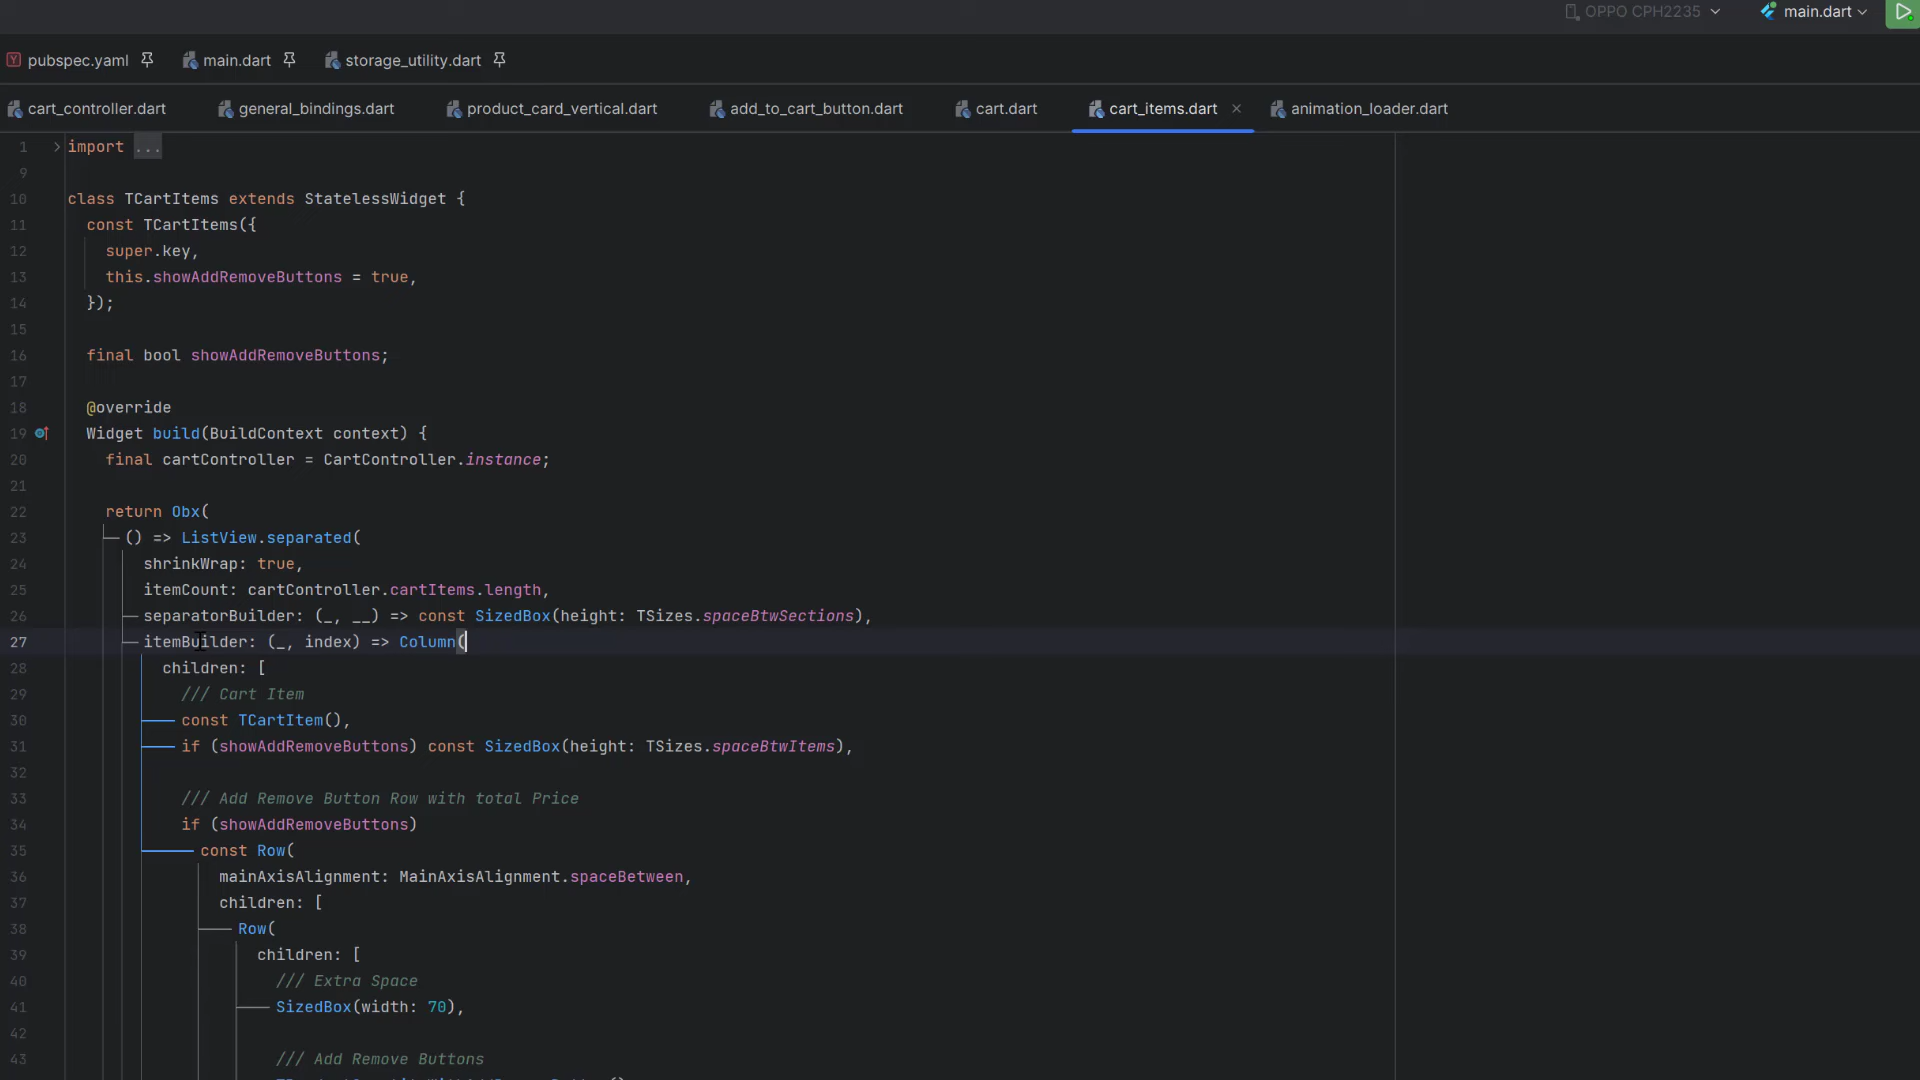 OPPO CPH2235 main.dart
pubspec.yaml main.dart storage_utility.dart
cart_controller.dart general_bindings.dart product_card_vertical.dart add_to_cart_button.dart cart.dart cart_items.dart animation_loader.dart
1 import ...
9
10 class TCartItems extends StatelessWidget {
11 const TCartItems({
12 super.key,
13 this.showAddRemoveButtons = true,
14 });
15
16 final bool showAddRemoveButtons;
17
18 @override
19 Widget build(BuildContext context) {
20 final cartController = CartController.instance;
21
22 return Obx(
23 () => ListView.separated(
24 shrinkWrap: true,
25 itemCount: cartController.cartItems.length,
26 separatorBuilder: (_, __) => const SizedBox(height: TSizes.spaceBtwSections),
27 itemBuilder: (_, index) => Column(
28 children: [
29 /// Cart Item
30 const TCartItem(),
31 if (showAddRemoveButtons) const SizedBox(height: TSizes.spaceBtwItems),
32
33 /// Add Remove Button Row with total Price
34 if (showAddRemoveButtons)
35 const Row(
36 mainAxisAlignment: MainAxisAlignment.spaceBetween,
37 children: [
38 Row(
39 children: [
40 /// Extra Space
41 SizedBox(width: 70),
42
43 /// Add Remove Buttons